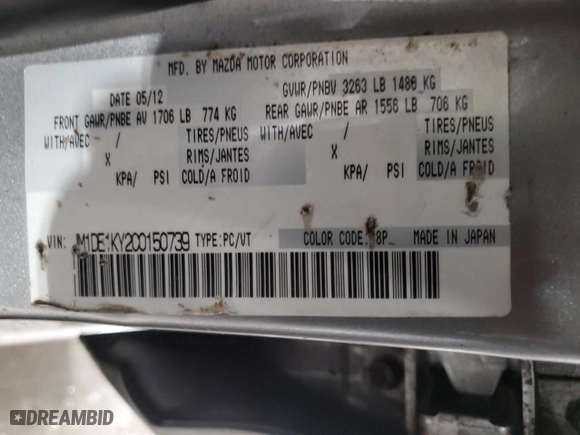 MFD. BY MAZDA MOTOR CORPORATION
DATE 05/12
GVWR/PNBV 3263 LB 1480 KG
FRONT GAWR/PNBE AV 1706 LB 774 KG
REAR GAWR/PNBE AR 1556 LB 706 KG
WITH/AVEC / TIRES/PNEUS WITH/AVEC / TIRES/PNEUS
X RIMS/JANTES X RIMS/JANTES
KPA/ PSI COLD/A FROID KPA/ PSI COLD/A FROID
VIN: TYPE:PC/VT COLOR CODE: MADE IN JAPAN
DREAMBID